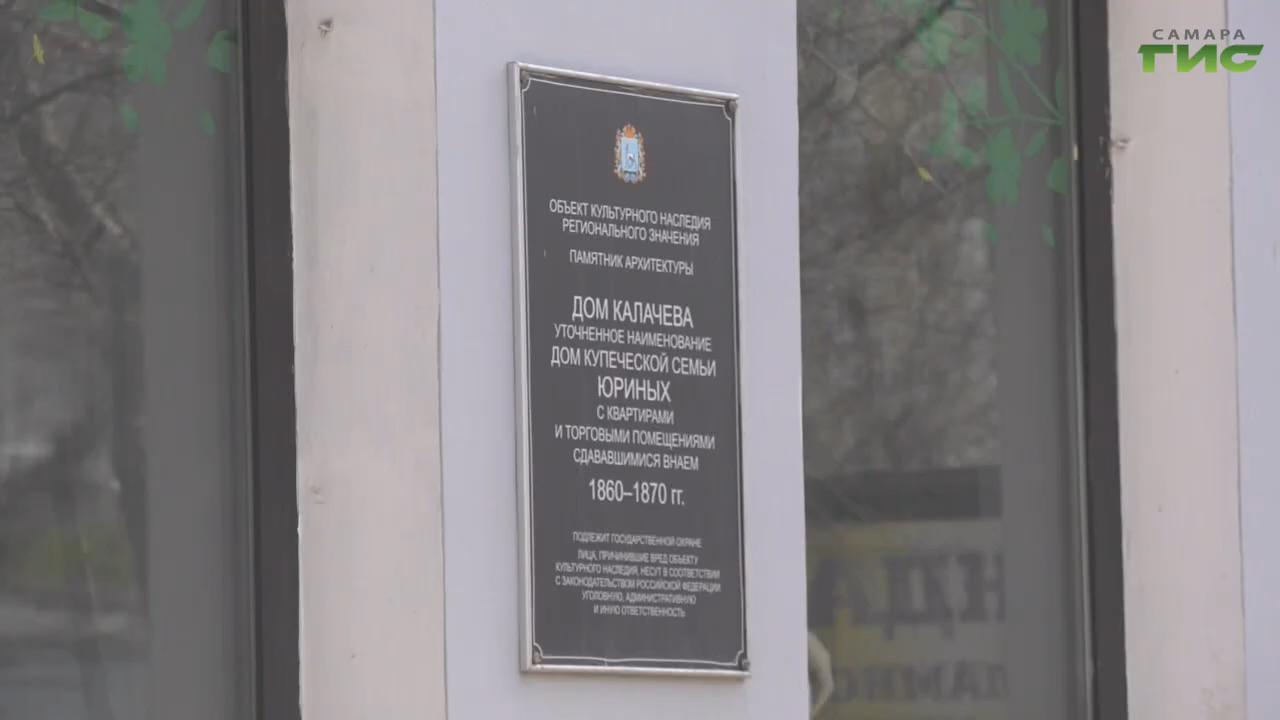 САМАРА
ГИС
ОБЪЕКТ КУЛЬТУРНОГО НАСЛЕДИЯ
РЕГИОНАЛЬНОГО ЗНАЧЕНИЯ
ПАМЯТНИК АРХИТЕКТУРЫ
ДОМ КАЛАЧЕВА
УТОЧНЕННОЕ НАИМЕНОВАНИЕ
ДОМ КУПЕЧЕСКОЙ СЕМЬИ
ЮРИНЫХ
С КВАРТИРАМИ
И ТОРГОВЫМИ ПОМЕЩЕНИЯМИ
СДАВАВШИМИСЯ ВНАЕМ
1860–1870 гг.
ПОДЛЕЖИТ ГОСУДАРСТВЕННОЙ ОХРАНЕ
ЛИЦА, ПРИЧИНИВШИЕ ВРЕД ОБЪЕКТУ
КУЛЬТУРНОГО НАСЛЕДИЯ, НЕСУТ В СООТВЕТСТВИИ
С ЗАКОНОДАТЕЛЬСТВОМ РОССИЙСКОЙ ФЕДЕРАЦИИ
УГОЛОВНУЮ, АДМИНИСТРАТИВНУЮ
И ИНУЮ ОТВЕТСТВЕННОСТЬ